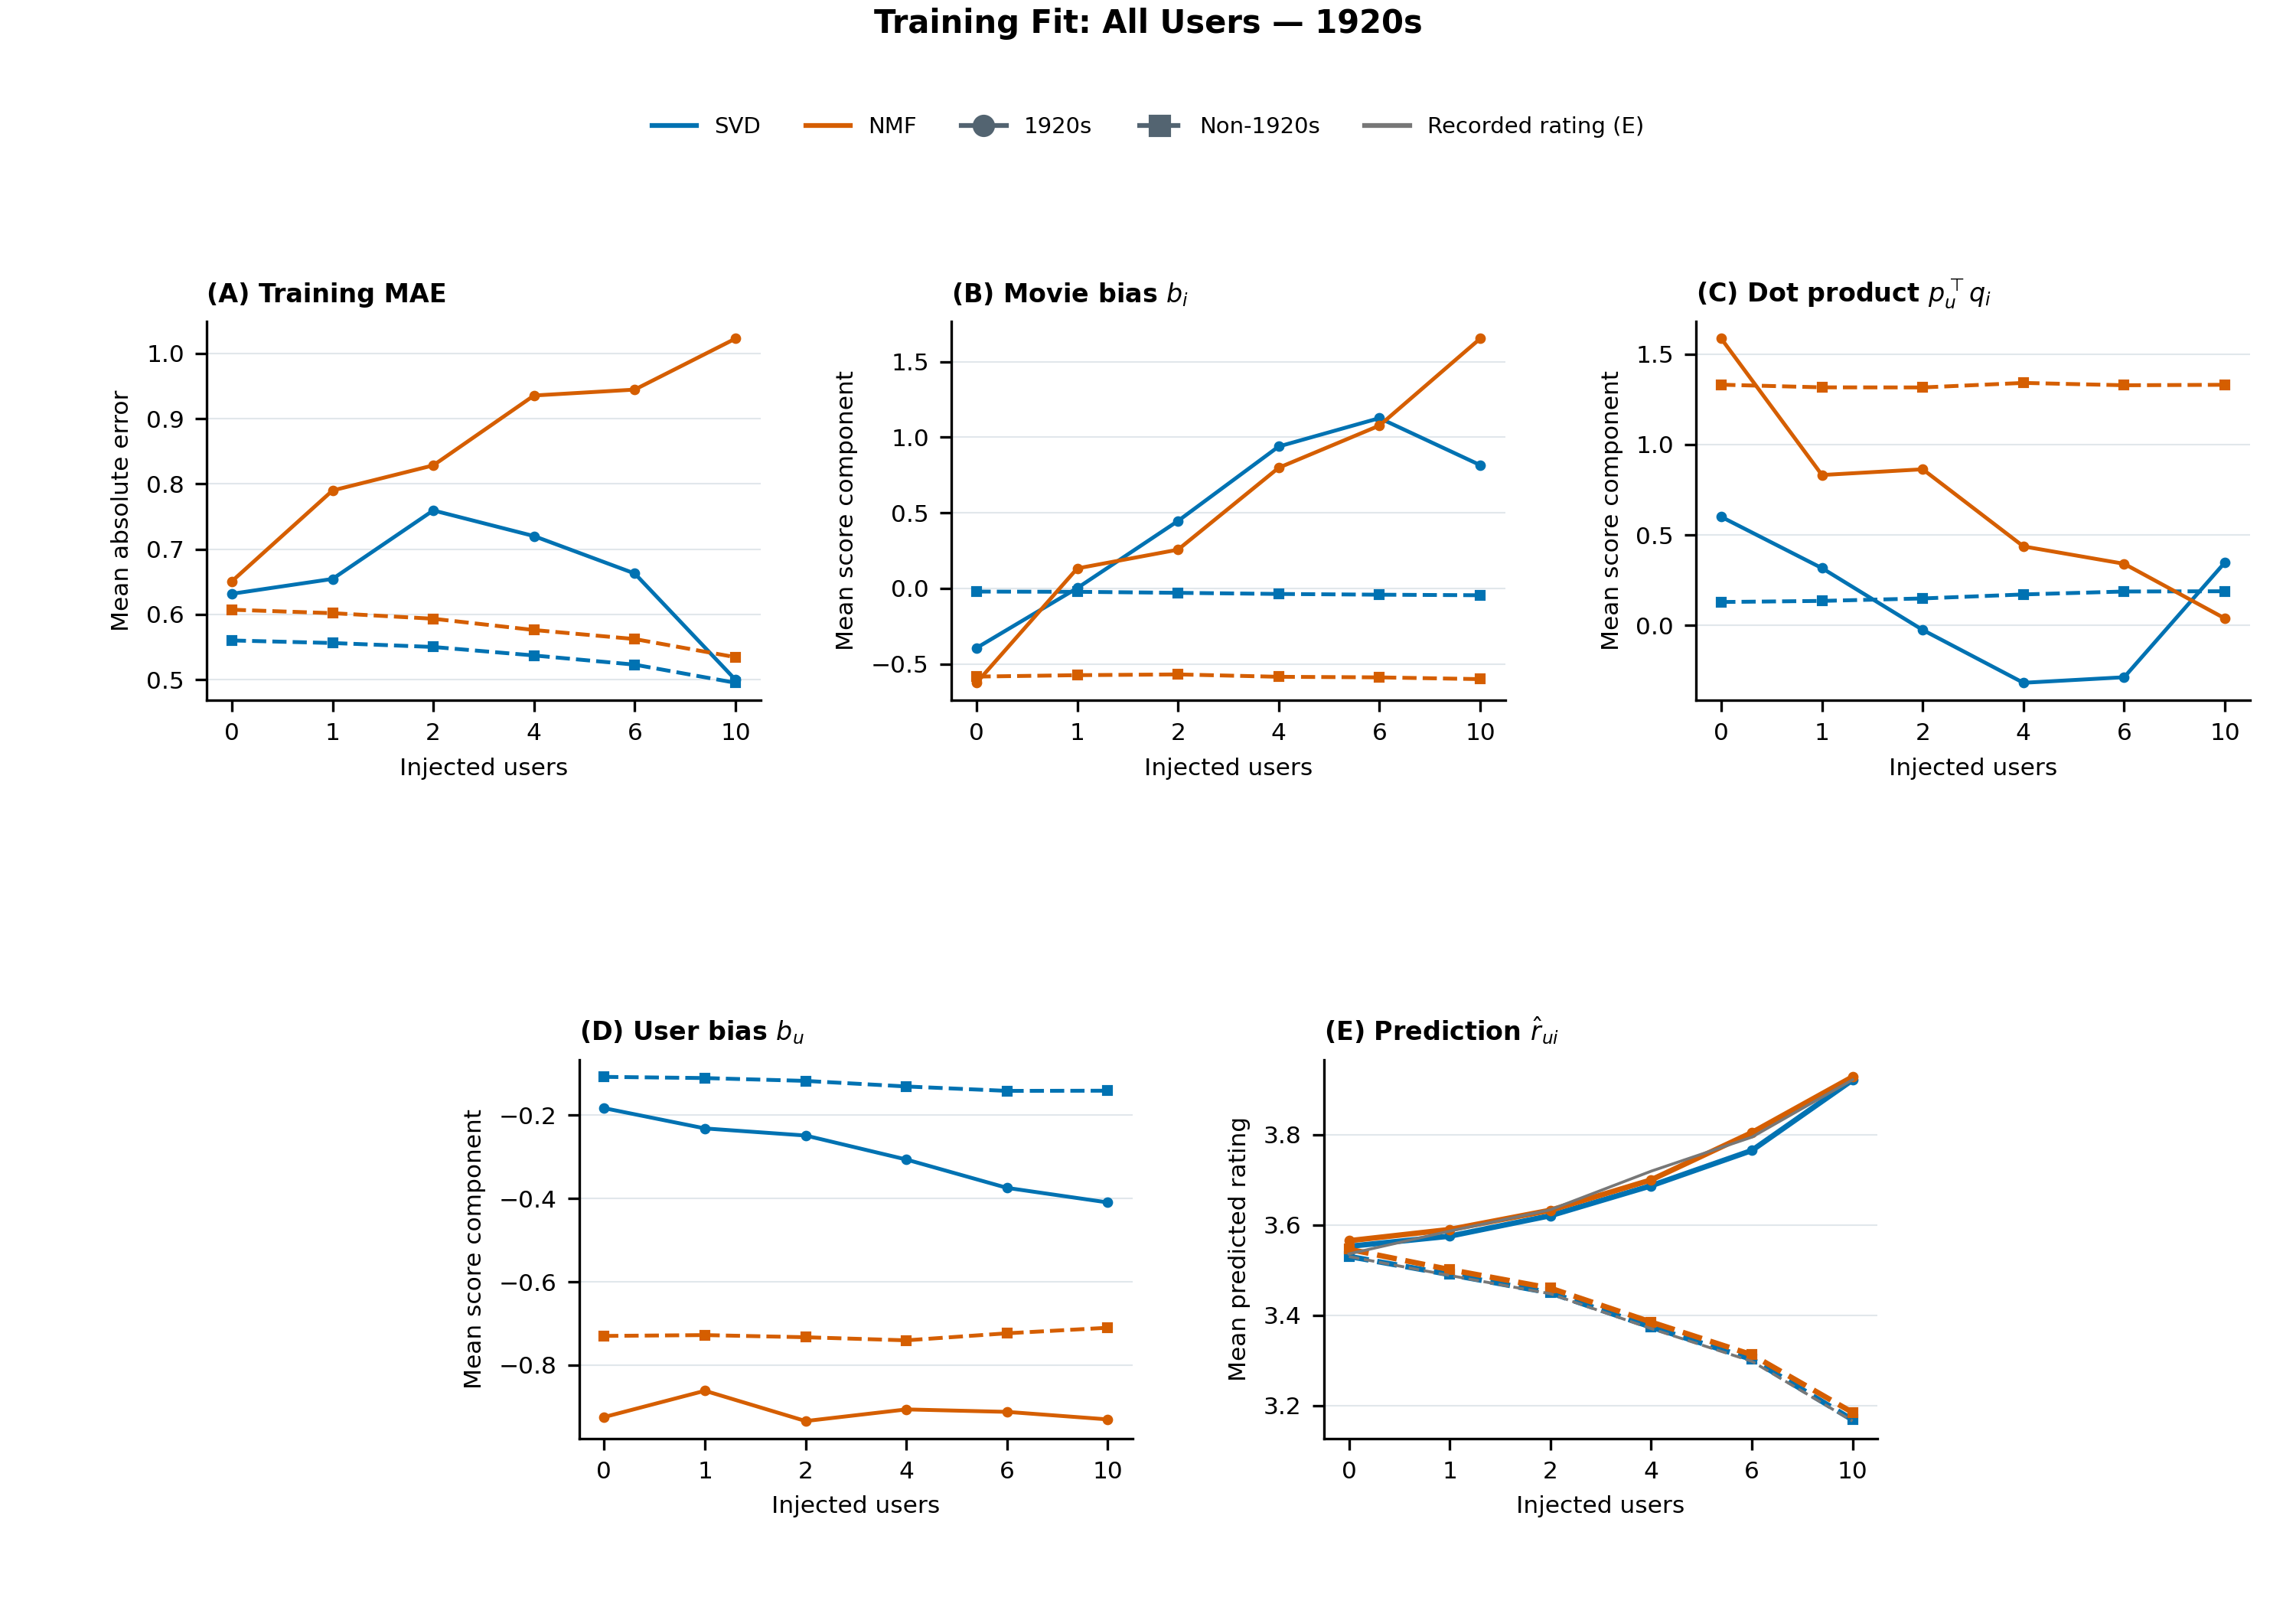 Training Fit: All Users — 1920s
SVD NMF 1920s Non-1920s Recorded rating (E)
(A) Training MAE
Mean absolute error
1.0
0.9
0.8
0.7
0.6
0.5
0 1 2 4 6 10
Injected users
(B) Movie bias b_i
Mean score component
1.5
1.0
0.5
0.0
−0.5
0 1 2 4 6 10
Injected users
(C) Dot product p_u^⊤ q_i
Mean score component
1.5
1.0
0.5
0.0
0 1 2 4 6 10
Injected users
(D) User bias b_u
Mean score component
−0.2
−0.4
−0.6
−0.8
0 1 2 4 6 10
Injected users
(E) Prediction r̂_ui
Mean predicted rating
3.8
3.6
3.4
3.2
0 1 2 4 6 10
Injected users